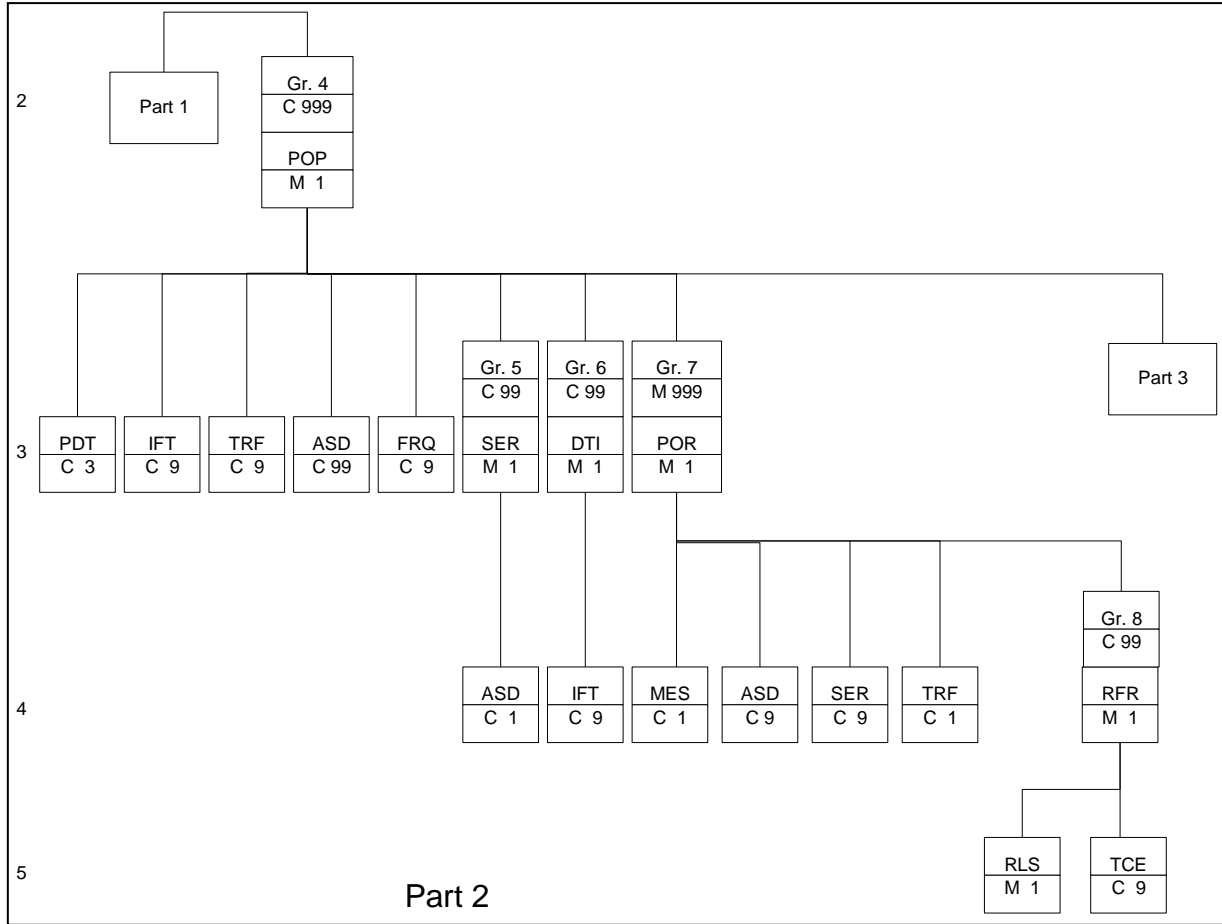 2
Part 1
Gr. 4
C 999
POP
M 1
Gr. 5
C 99
Gr. 6
C 99
Gr. 7
M 999
Part 3
3
PDT
C 3
IFT
C 9
TRF
C 9
ASD
C 99
FRQ
C 9
SER
M 1
DTI
M 1
POR
M 1
Gr. 8
C 99
4
ASD
C 1
IFT
C 9
MES
C 1
ASD
C 9
SER
C 9
TRF
C 1
RFR
M 1
5
RLS
M 1
TCE
C 9
Part 2